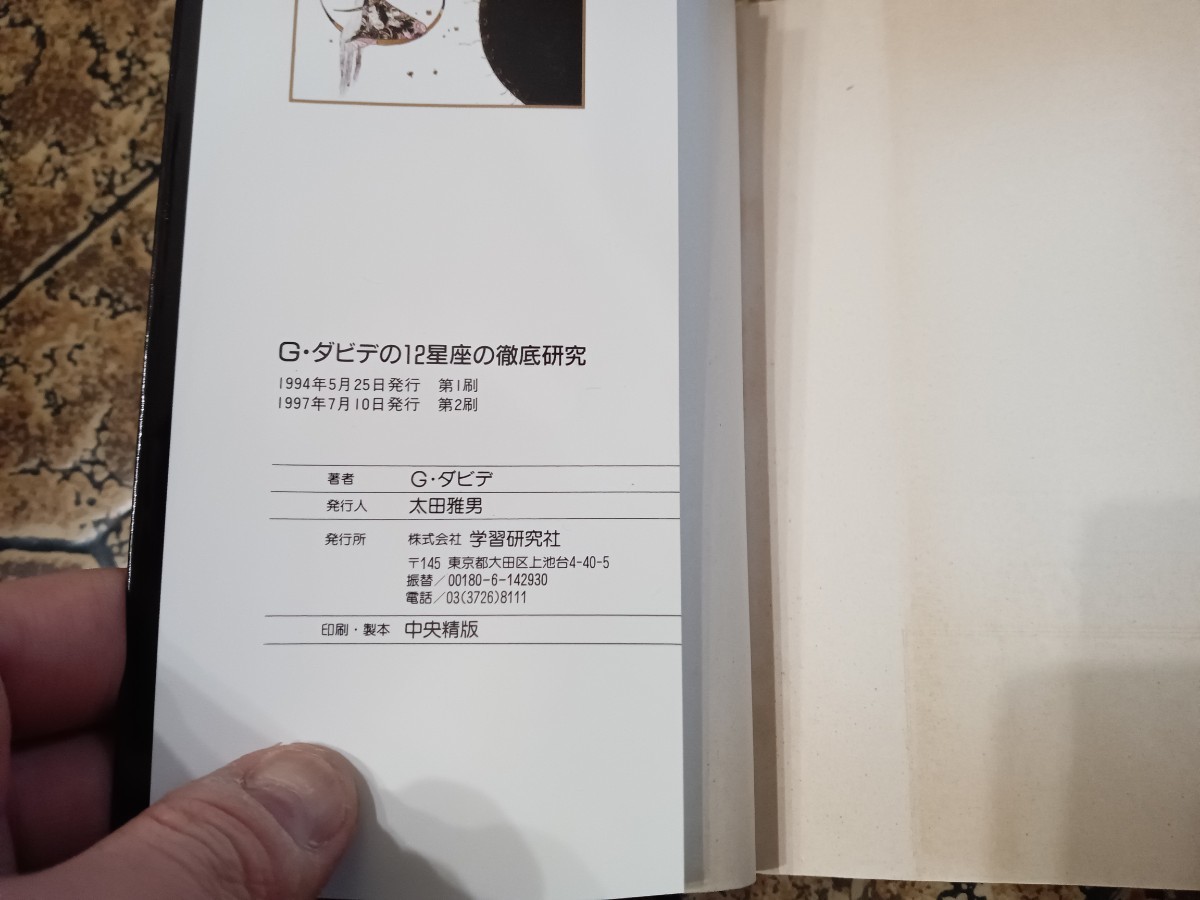 G・ダビデの12星座の徹底研究
1994年5月25日発行　第1刷
1997年7月10日発行　第2刷
著者　G・ダビデ
発行人　太田雅男
発行所　株式会社 学習研究社
〒145 東京都大田区上池台4-40-5
振替／00180-6-142930
電話／03(3726)8111
印刷・製本　中央精版